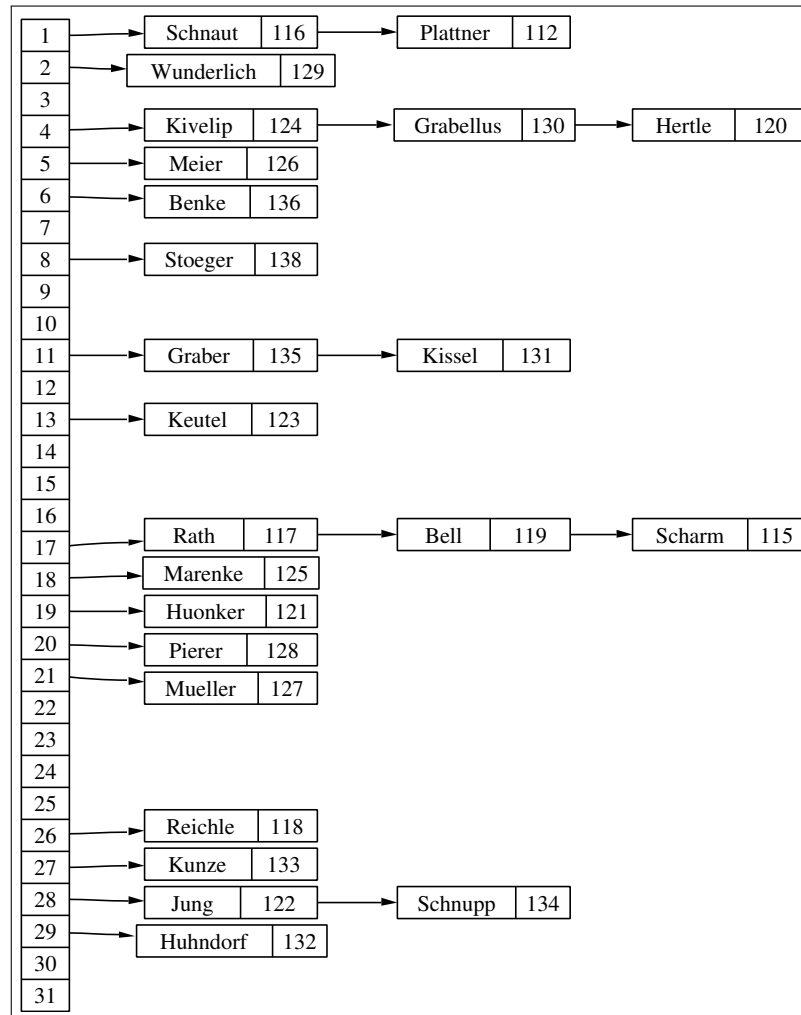 1 Schnaut 116 Plattner 112
2 Wunderlich 129
3
4 Kivelip 124 Grabellus 130 Hertle 120
5 Meier 126
6 Benke 136
7
8 Stoeger 138
9
10
11 Graber 135 Kissel 131
12
13 Keutel 123
14
15
16
17 Rath 117 Bell 119 Scharm 115
18 Marenke 125
19 Huonker 121
20 Pierer 128
21 Mueller 127
22
23
24
25
26 Reichle 118
27 Kunze 133
28 Jung 122 Schnupp 134
29 Huhndorf 132
30
31